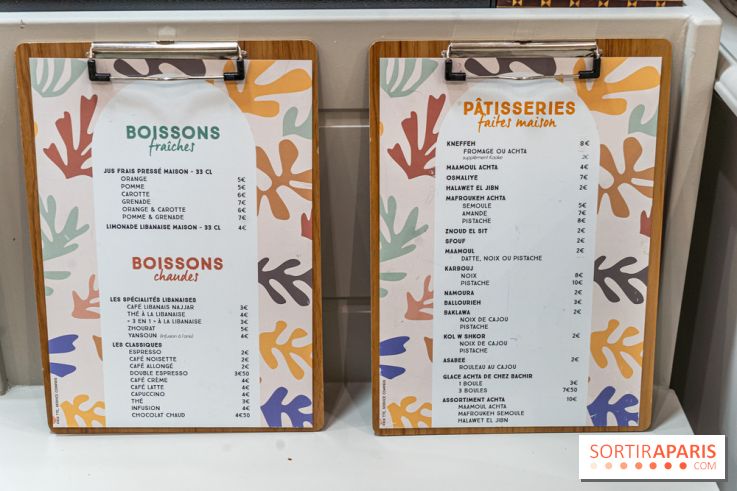 BOISSONS
fraîches
JUS FRAIS PRESSÉ MAISON - 33 CL
ORANGE 5€
POMME 5€
CAROTTE 6€
GRENADE 7€
ORANGE & CAROTTE 6€
POMME & GRENADE 7€
LIMONADE LIBANAISE MAISON - 33 CL 4€
BOISSONS
chaudes
LES SPÉCIALITÉS LIBANAISES
CAFÉ LIBANAIS NAJJAR 3€
THÉ À LA LIBANAISE 4€
« 3 EN 1 » À LA LIBANAISE 3€
ZHOURAT 5€
YANSOUN (infusion à l'anis) 4€
LES CLASSIQUES
ESPRESSO 2€
CAFÉ NOISETTE 2€
CAFÉ ALLONGÉ 2€
DOUBLE ESPRESSO 3€50
CAFÉ CRÈME 4€
CAFÉ LATTE 4€
CAPUCCINO 4€
THÉ 3€
INFUSION 4€
CHOCOLAT CHAUD 4€50
PÂTISSERIES
faites maison
KNEFFEH 8€
FROMAGE OU ACHTA
supplément Kaake 2€
MAAMOUL ACHTA 4€
OSMALIYE 7€
HALAWET EL JIBN 2€
MAFROUKEH ACHTA
SEMOULE 5€
AMANDE 7€
PISTACHE 8€
ZNOUD EL SIT 2€
SFOUF 2€
MAAMOUL 2€
DATTE, NOIX OU PISTACHE
KARBOUJ
NOIX 8€
PISTACHE 10€
NAMOURA 2€
BALLOURIEH 3€
BAKLAWA 2€
NOIX DE CAJOU
PISTACHE
KOL W SHKOR 2€
NOIX DE CAJOU
PISTACHE
ASABEE 2€
ROULEAU AU CAJOU
GLACE ACHTA DE CHEZ BACHIR
1 BOULE 3€
3 BOULES 7€50
ASSORTIMENT ACHTA 10€
MAAMOUL ACHTA
MAFROUKEH SEMOULE
HALAWET EL JIBN
SORTIRAPARIS
.COM